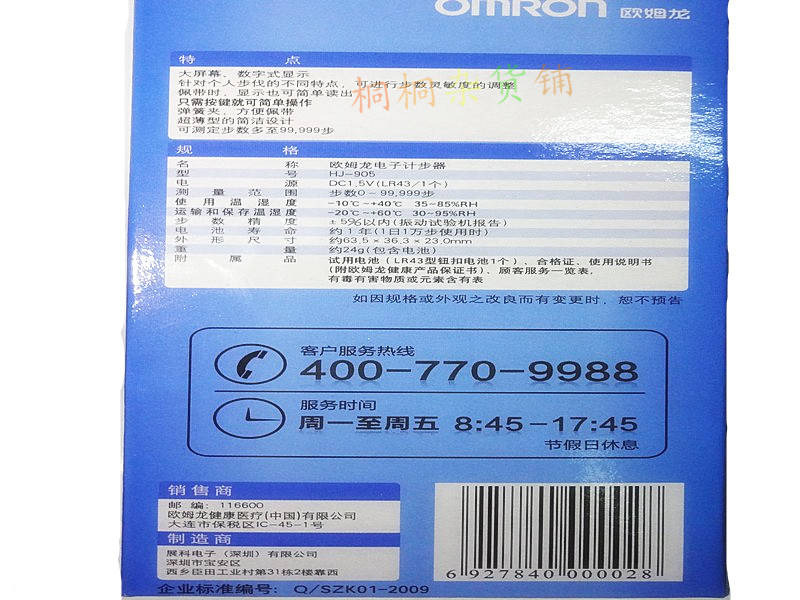 OMRON 欧姆龙
特 点
大屏幕、数字式显示
针对个人步伐的不同特点，可进行步数灵敏度的调整
佩带时，显示也可简单读出
只需按键就可简单操作
弹簧夹，方便佩带
超薄型的简洁设计
可测定步数多至99,999步
桐桐杂货铺
规 格
名 称 欧姆龙电子计步器
型 号 HJ-905
电 源 DC1.5V(LR43/1个)
测 量 范 围 步数0～99,999步
使用温湿度 -10℃～+40℃ 35～85%RH
运输和保存温湿度 -20℃～+60℃ 30～95%RH
步 数 精 度 ±5%以内(振动试验机报告)
电 池 寿 命 约1年(1日1万步使用时)
外 形 尺 寸 约63.5×36.3×23.0mm
重 量 约24g(包含电池)
附 属 品 试用电池（LR43型钮扣电池1个）、合格证、使用说明书
(附欧姆龙健康产品保证书)、顾客服务一览表，
有毒有害物质或元素含有表
如因规格或外观之改良而有变更时，恕不预告
客户服务热线
400-770-9988
服务时间
周一至周五 8:45-17:45
节假日休息
销售商
邮 编：116600
欧姆龙健康医疗(中国)有限公司
大连市保税区IC-45-1号
制造商
展科电子（深圳）有限公司
深圳市宝安区
西乡臣田工业村第31栋2楼靠西
企业标准编号：Q/SZK01-2009
6 927840 000028